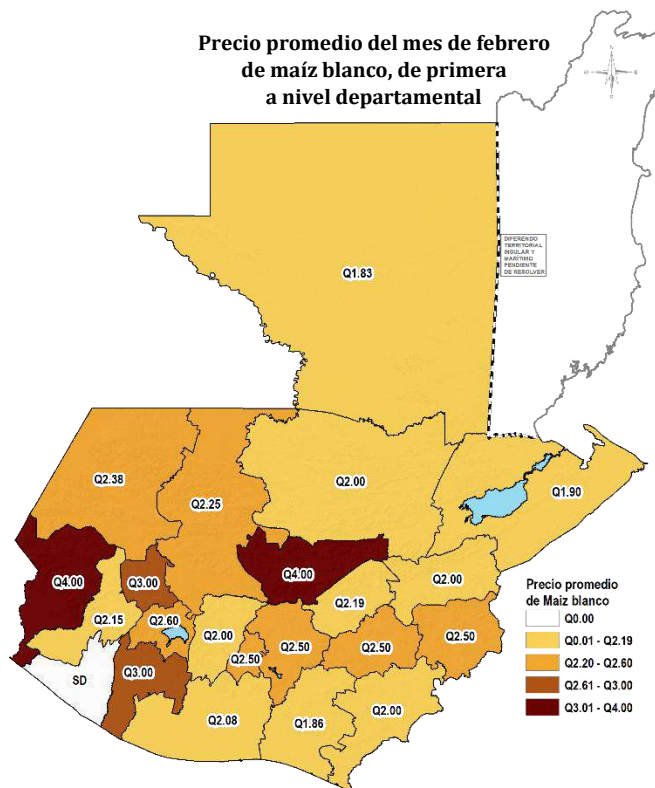 Precio promedio del mes de febrero
de maíz blanco, de primera
a nivel departamental
DIFERENDO
TERRITORIAL
INSULAR Y
MARÍTIMO
PENDIENTE
DE RESOLVER
Q1.83
Q2.38
Q2.25
Q2.00
Q1.90
Q4.00
Q3.00
Q4.00
Q2.00
Q2.19
Q2.15
Q2.60
Q2.00
Q2.50
Q2.50
Q2.50
Q2.50
Q3.00
SD
Q2.08
Q1.86
Q2.00
Precio promedio
de Maiz blanco
Q0.00
Q0.01 - Q2.19
Q2.20 - Q2.60
Q2.61 - Q3.00
Q3.01 - Q4.00